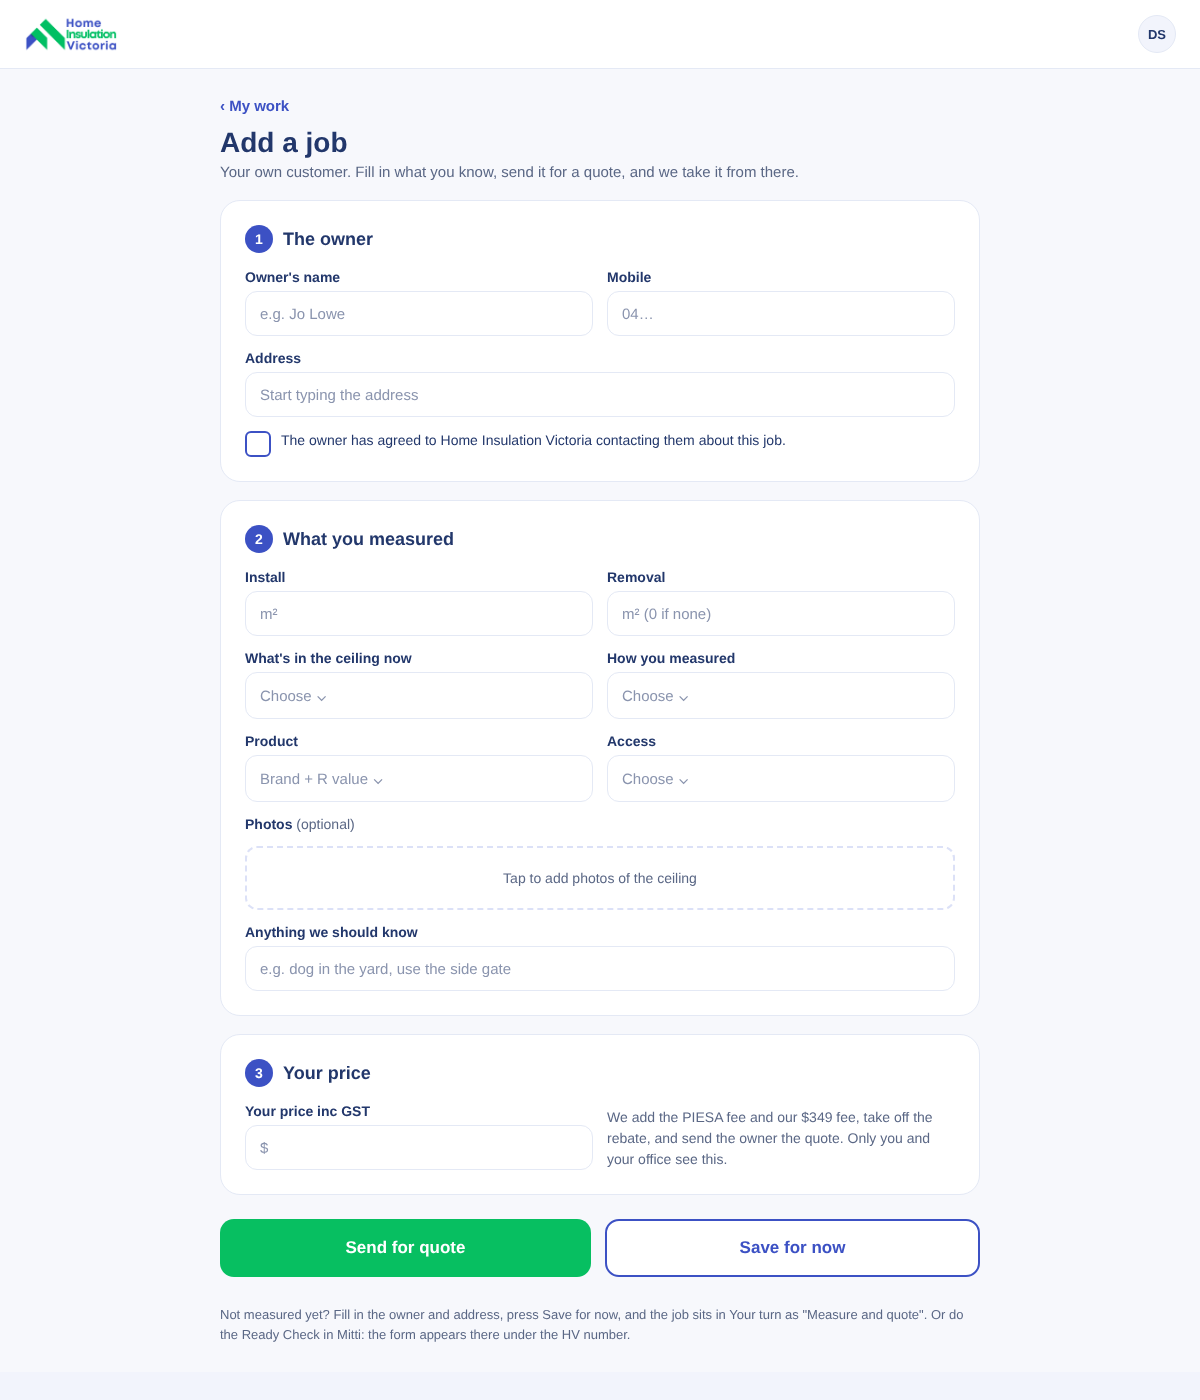 Home
Insulation
Victoria
DS
‹ My work
Add a job
Your own customer. Fill in what you know, send it for a quote, and we take it from there.
1 The owner
Owner's name
Mobile
e.g. Jo Lowe
04…
Address
Start typing the address
The owner has agreed to Home Insulation Victoria contacting them about this job.
2 What you measured
Install
Removal
m²
m² (0 if none)
What's in the ceiling now
How you measured
Choose
Choose
Product
Access
Brand + R value
Choose
Photos (optional)
Tap to add photos of the ceiling
Anything we should know
e.g. dog in the yard, use the side gate
3 Your price
Your price inc GST
$
We add the PIESA fee and our $349 fee, take off the
rebate, and send the owner the quote. Only you and
your office see this.
Send for quote
Save for now
Not measured yet? Fill in the owner and address, press Save for now, and the job sits in Your turn as "Measure and quote". Or do
the Ready Check in Mitti: the form appears there under the HV number.